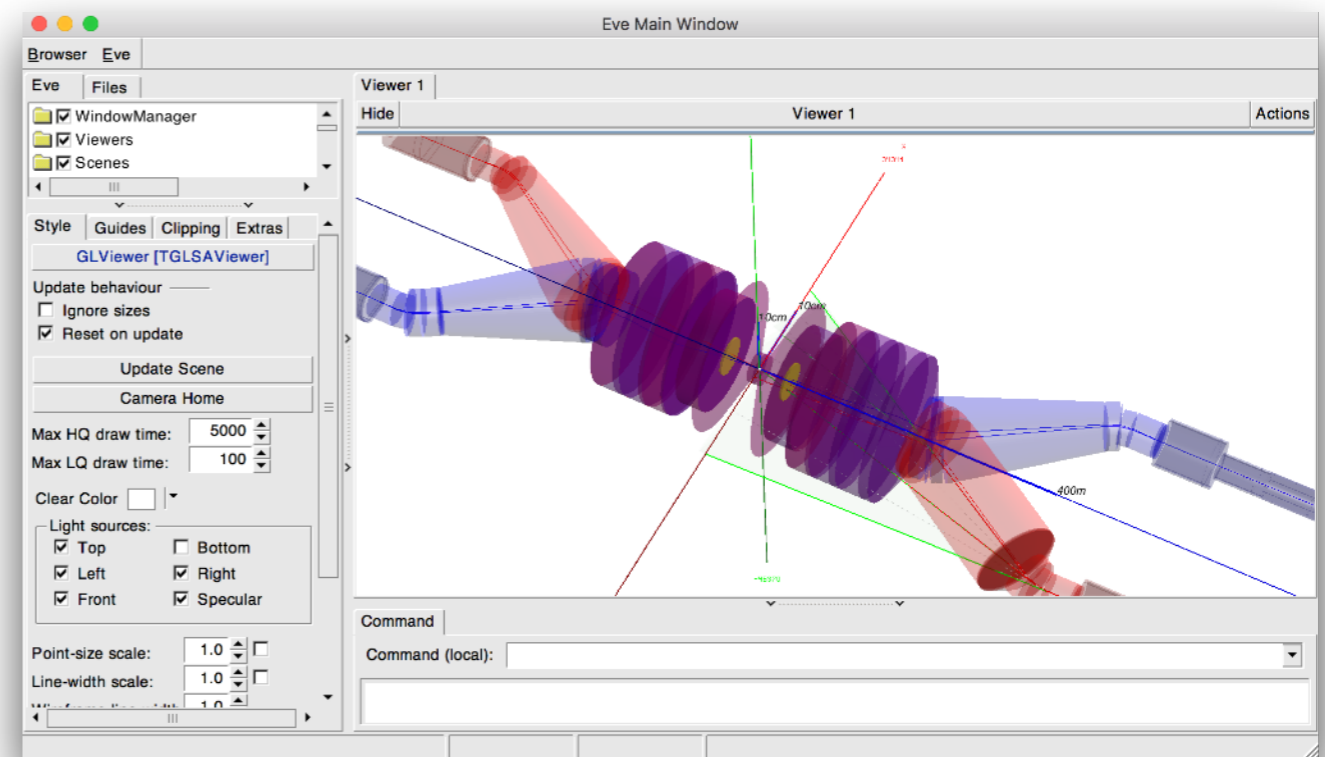 Eve Main Window
Browser Eve
Eve Files
WindowManager
Viewers
Scenes
Style Guides Clipping Extras
GLViewer [TGLSAViewer]
Update behaviour
Ignore sizes
Reset on update
Update Scene
Camera Home
Max HQ draw time: 5000
Max LQ draw time: 100
Clear Color
Light sources:
Top Bottom
Left Right
Front Specular
Point-size scale: 1.0
Line-width scale: 1.0
Viewer 1
Hide Viewer 1 Actions
X
10cm
10cm
400m
Command
Command (local):